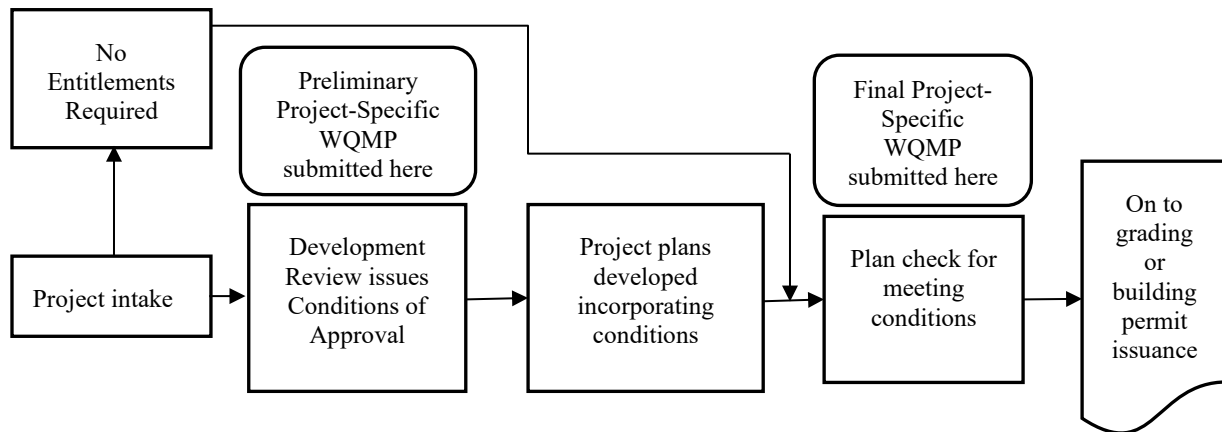 No
Entitlements
Required
Preliminary
Project-Specific
WQMP
submitted here
Final Project-
Specific
WQMP
submitted here
Project intake
Development
Review issues
Conditions of
Approval
Project plans
developed
incorporating
conditions
Plan check for
meeting
conditions
On to
grading
or
building
permit
issuance